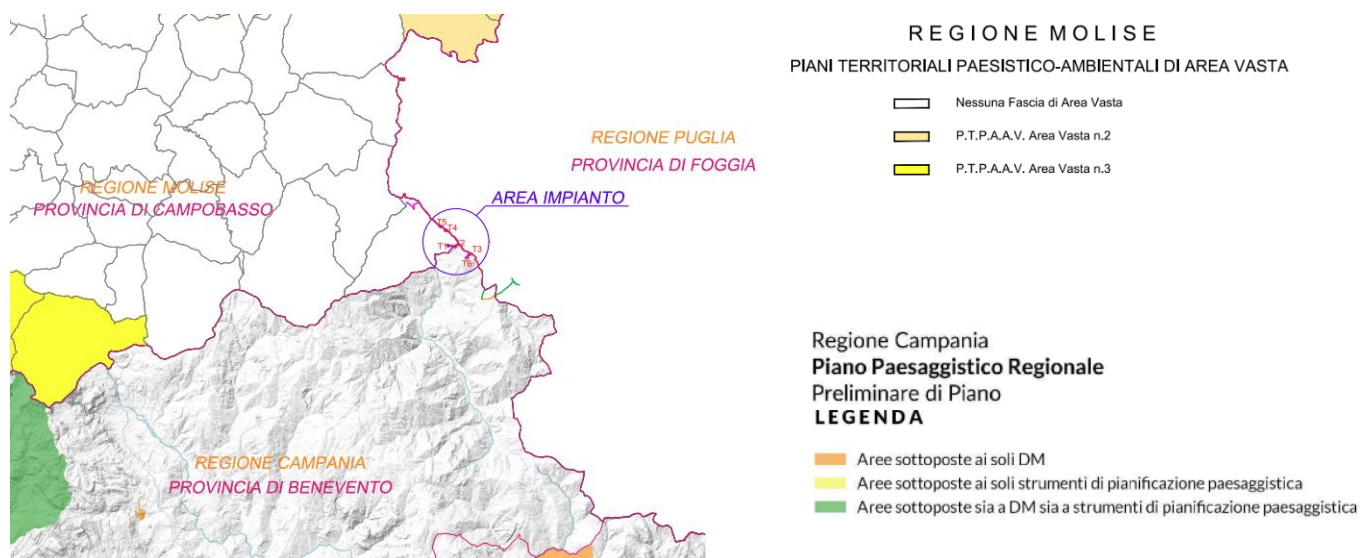 REGIONE PUGLIA
PROVINCIA DI FOGGIA
REGIONE MOLISE
PROVINCIA DI CAMPOBASSO
AREA IMPIANTO
T5
T4
T1
T3
REGIONE CAMPANIA
PROVINCIA DI BENEVENTO
REGIONE MOLISE
PIANI TERRITORIALI PAESISTICO-AMBIENTALI DI AREA VASTA
Nessuna Fascia di Area Vasta
P.T.P.A.A.V. Area Vasta n.2
P.T.P.A.AV. Area Vasta n.3
Regione Campania
Piano Paesaggistico Regionale
Preliminare di Piano
LEGENDA
Aree sottoposte ai soli DM
Aree sottoposte ai soli strumenti di pianificazione paesaggistica
Aree sottoposte sia a DM sia a strumenti di pianificazione paesaggistica